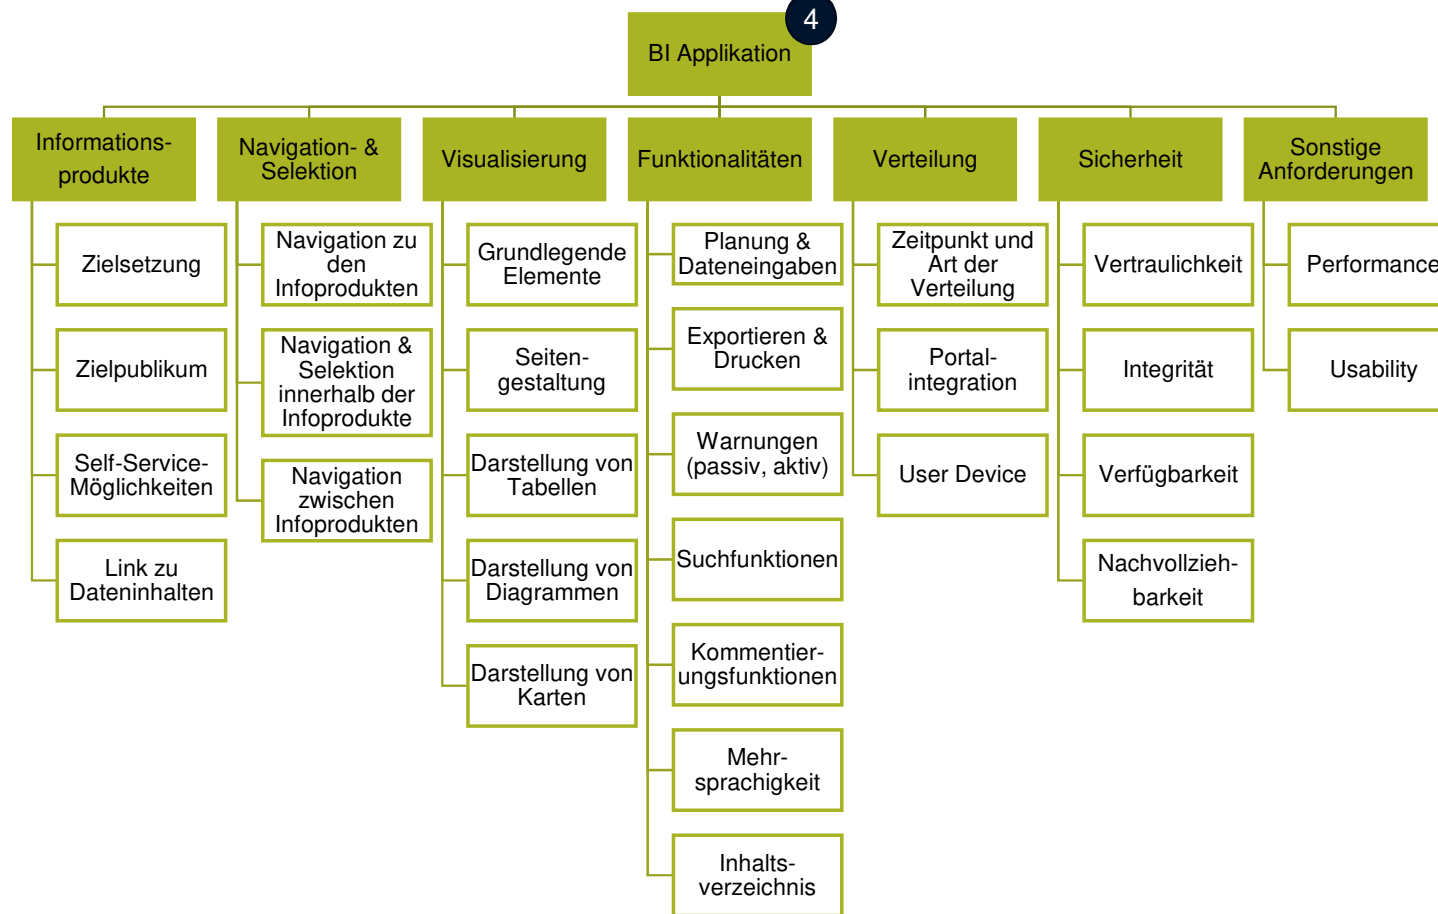 4
BI Applikation
Informations-
produkte
Navigation- &
Selektion
Visualisierung
Funktionalitäten
Verteilung
Sicherheit
Sonstige
Anforderungen
Zielsetzung
Zielpublikum
Self-Service-
Möglichkeiten
Link zu
Dateninhalten
Navigation zu
den
Infoprodukten
Navigation &
Selektion
innerhalb der
Infoprodukte
Navigation
zwischen
Infoprodukten
Grundlegende
Elemente
Seiten-
gestaltung
Darstellung von
Tabellen
Darstellung von
Diagrammen
Darstellung von
Karten
Planung &
Dateneingaben
Exportieren &
Drucken
Warnungen
(passiv, aktiv)
Suchfunktionen
Kommentier-
ungsfunktionen
Mehr-
sprachigkeit
Inhalts-
verzeichnis
Zeitpunkt und
Art der
Verteilung
Portal-
integration
User Device
Vertraulichkeit
Integrität
Verfügbarkeit
Nachvollzieh-
barkeit
Performance
Usability